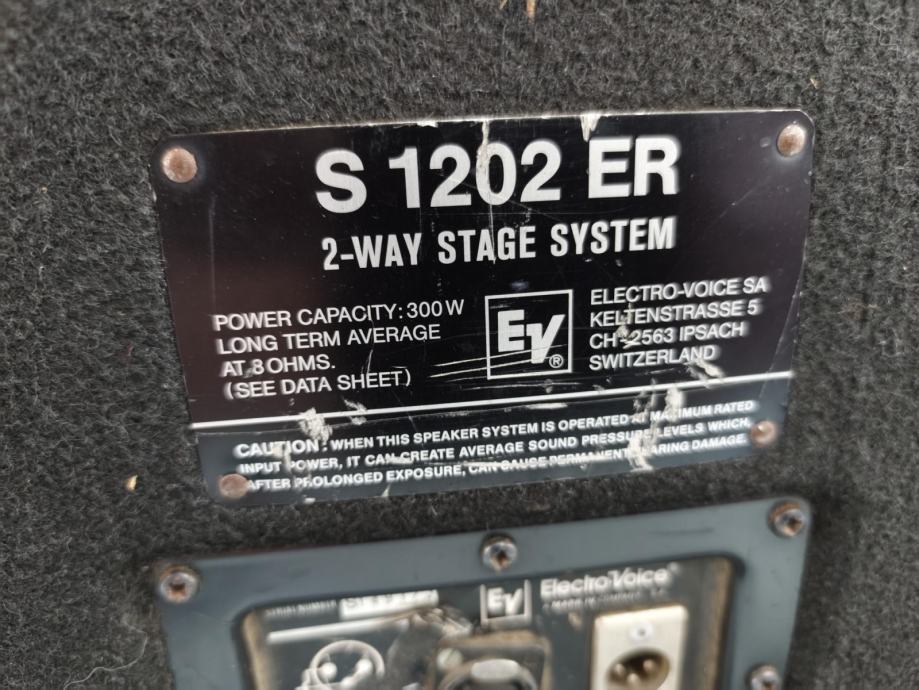 S 1202 ER
2-WAY STAGE SYSTEM
POWER CAPACITY: 300 W
LONG TERM AVERAGE
AT 8 OHMS.
(SEE DATA SHEET)
EV®
ELECTRO-VOICE SA
KELTENSTRASSE 5
CH-2563 IPSACH
SWITZERLAND
CAUTION: WHEN THIS SPEAKER SYSTEM IS OPERATED AT MAXIMUM RATED
INPUT POWER, IT CAN CREATE AVERAGE SOUND PRESSURE LEVELS WHICH,
AFTER PROLONGED EXPOSURE, CAN CAUSE PERMANENT HEARING DAMAGE.
SERIAL NUMBER
EV
Electro-Voice®